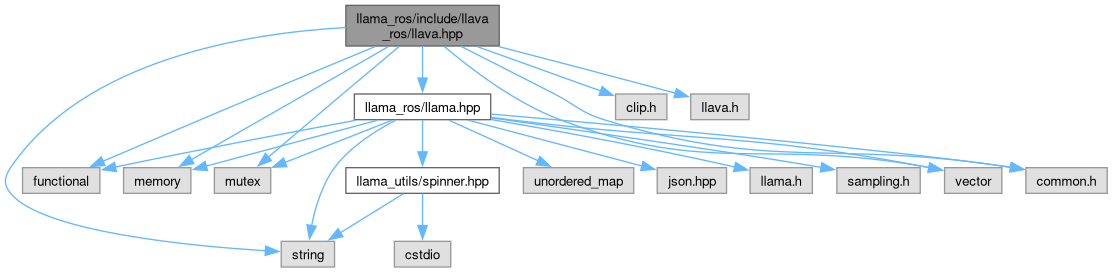 llama_ros/include/llava
_ros/llava.hpp
llama_ros/llama.hpp
clip.h
llava.h
functional
memory
mutex
llama_utils/spinner.hpp
unordered_map
json.hpp
llama.h
sampling.h
vector
common.h
string
cstdio